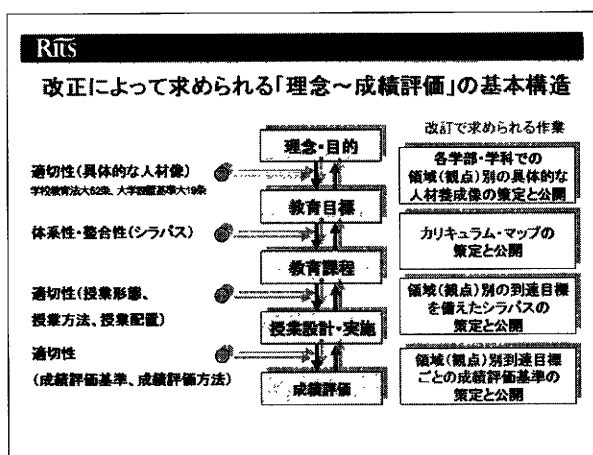 Rits
改正によって求められる「理念～成績評価」の基本構造
改訂で求められる作業
理念・目的
適切性(具体的な人材像)
学校教育法大52条、大学設置基準大19条
各学部・学科での
領域(観点)別の具体的な
人材養成像の策定と公開
教育目標
体系性・整合性(シラバス)
カリキュラム・マップの
策定と公開
教育課程
適切性(授業形態、
授業方法、授業配置)
領域(観点)別の到達目標
を備えたシラバスの
策定と公開
授業設計・実施
適切性
(成績評価基準、成績評価方法)
領域(観点)別到達目標
ごとの成績評価基準の
策定と公開
成績評価